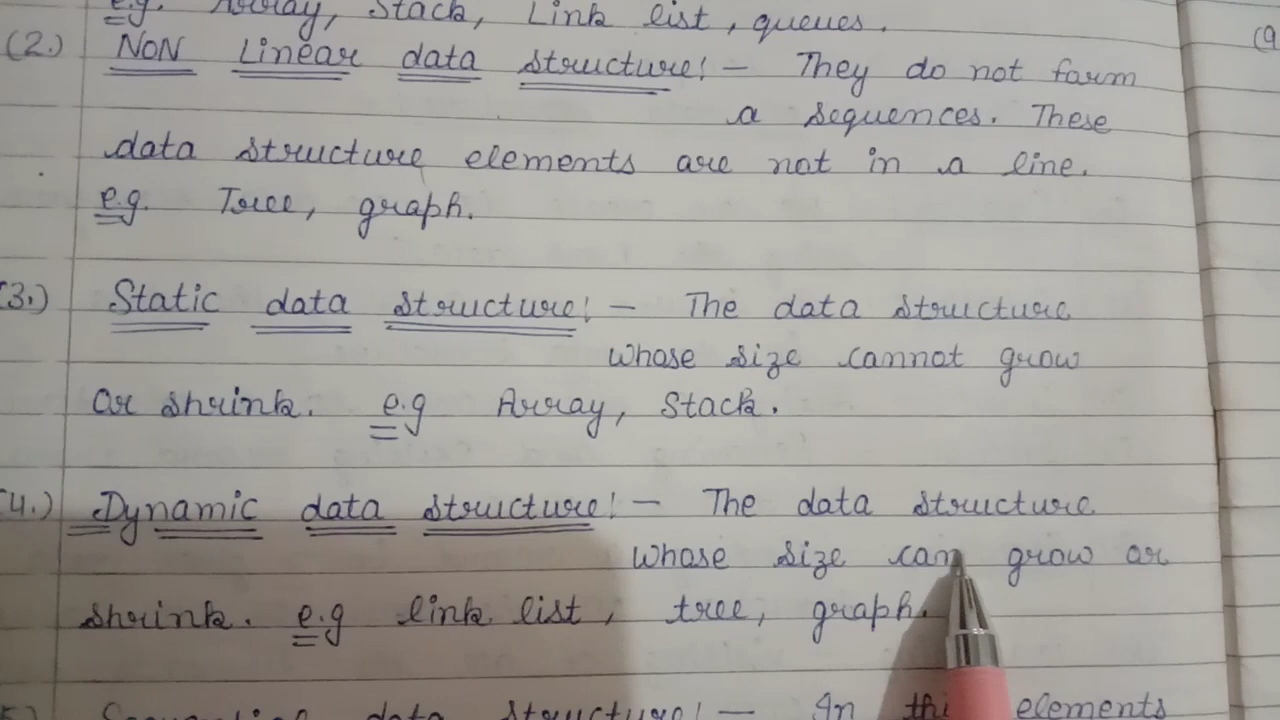 e.g. Array, Stack, Link list, queues.
(2.) NON Linear data structure:- They do not form
a sequences. These
data structure elements are not in a line.
e.g. Tree, graph.
(3.) Static data structure:- The data structure
whose size cannot grow
or shrink. e.g Array, Stack.
(4.) Dynamic data structure:- The data structure
whose size can grow or
shrink. e.g link list, tree, graph.
5) data structure:- In this elements
(9